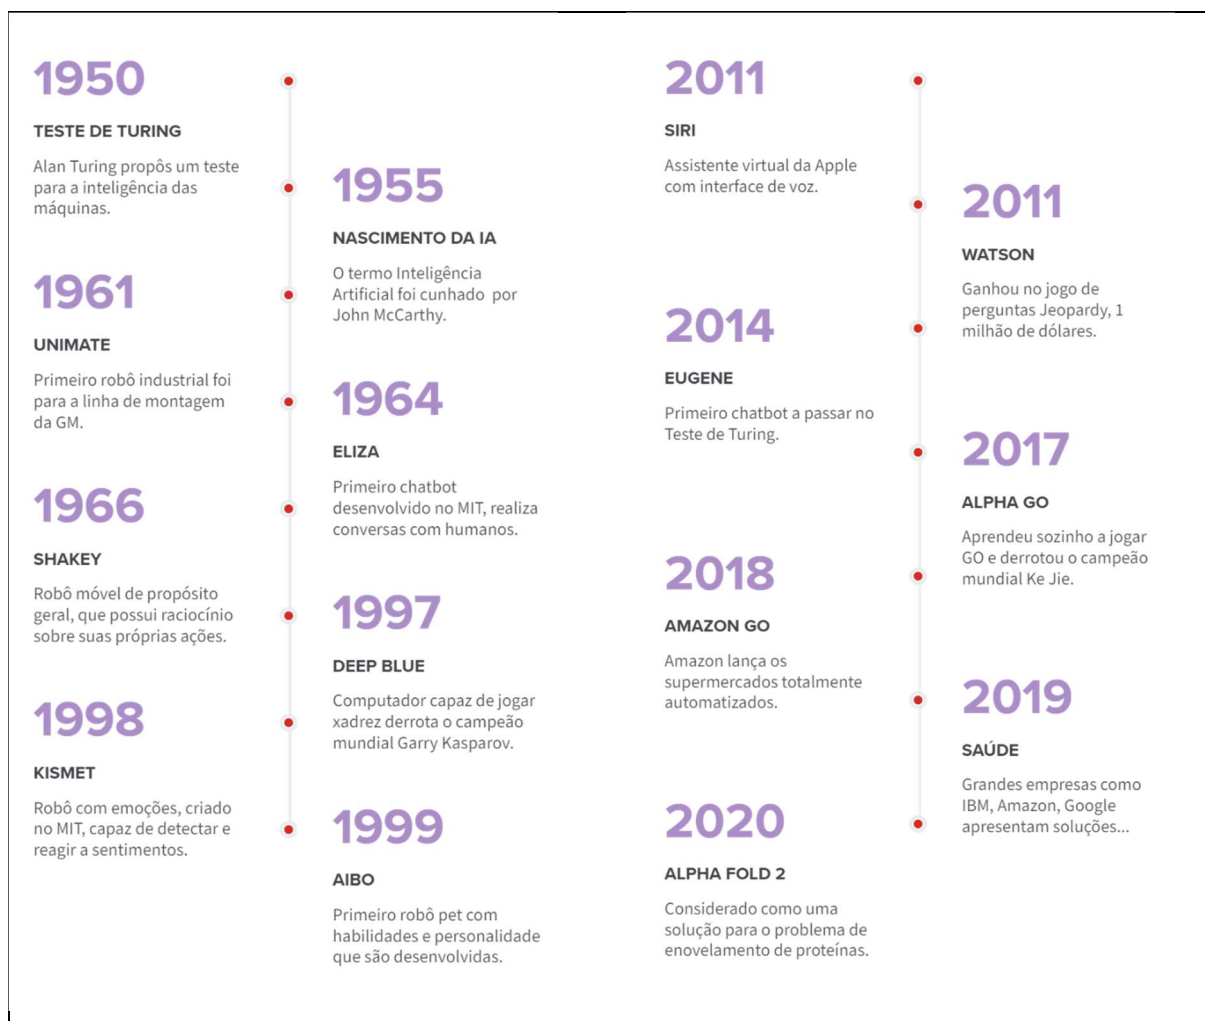 1950
TESTE DE TURING
Alan Turing propôs um teste
para a inteligência das
máquinas.
1955
NASCIMENTO DA IA
O termo Inteligência
Artificial foi cunhado por
John McCarthy.
1961
UNIMATE
Primeiro robô industrial foi
para a linha de montagem
da GM.
1964
ELIZA
Primeiro chatbot
desenvolvido no MIT, realiza
conversas com humanos.
1966
SHAKEY
Robô móvel de propósito
geral, que possui raciocínio
sobre suas próprias ações.
1997
DEEP BLUE
Computador capaz de jogar
xadrez derrota o campeão
mundial Garry Kasparov.
1998
KISMET
Robô com emoções, criado
no MIT, capaz de detectar e
reagir a sentimentos.
1999
AIBO
Primeiro robô pet com
habilidades e personalidade
que são desenvolvidas.
2011
SIRI
Assistente virtual da Apple
com interface de voz.
2011
WATSON
Ganhou no jogo de
perguntas Jeopardy, 1
milhão de dólares.
2014
EUGENE
Primeiro chatbot a passar no
Teste de Turing.
2017
ALPHA GO
Aprendeu sozinho a jogar
GO e derrotou o campeão
mundial Ke Jie.
2018
AMAZON GO
Amazon lança os
supermercados totalmente
automatizados.
2019
SAÚDE
Grandes empresas como
IBM, Amazon, Google
apresentam soluções...
2020
ALPHA FOLD 2
Considerado como uma
solução para o problema de
enovelamento de proteínas.